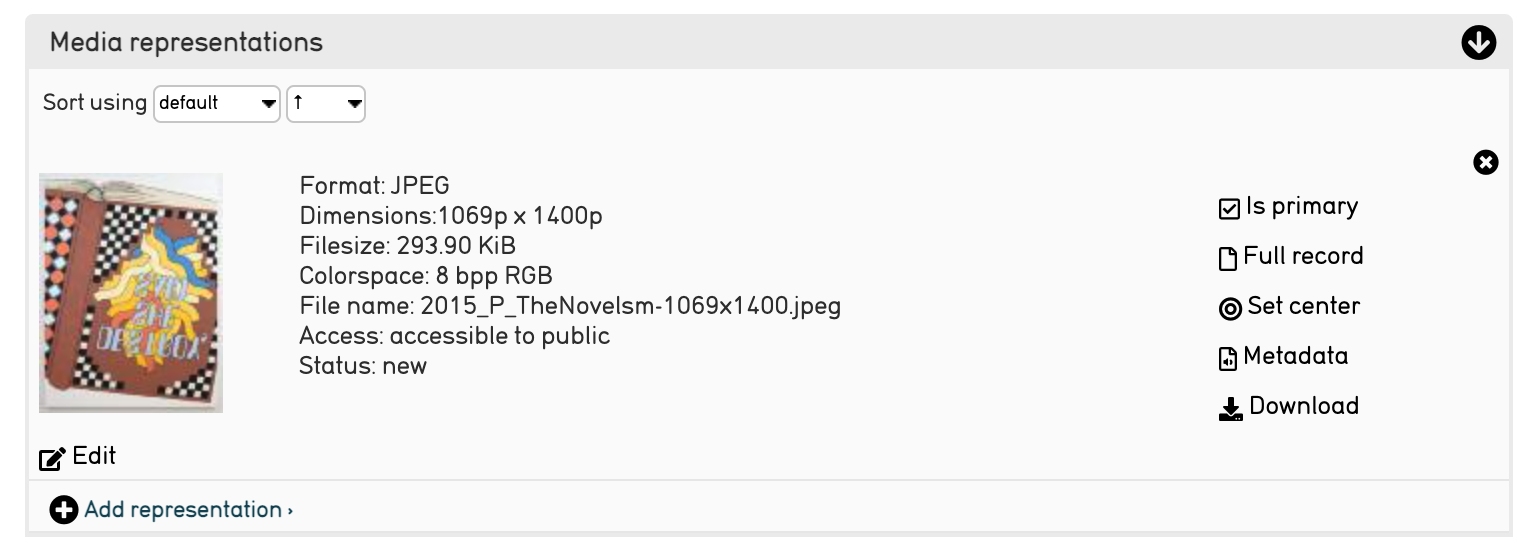 Media representations
Sort using default ↑
Format: JPEG
Dimensions:1069p x 1400p
Filesize: 293.90 KiB
Colorspace: 8 bpp RGB
File name: 2015_P_TheNovelsm-1069x1400.jpeg
Access: accessible to public
Status: new
Is primary
Full record
Set center
Metadata
Download
Edit
Add representation ›